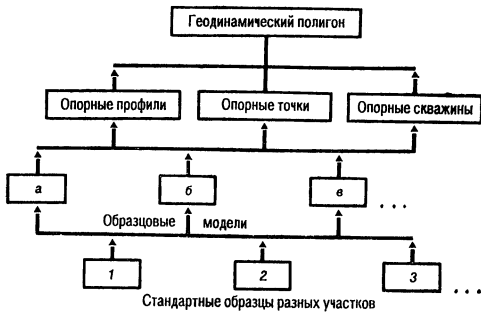 Геодинамический полигон
Опорные профили
Опорные точки
Опорные скважины
а
б
в
. . .
Образцовые модели
1
2
3
. . .
Стандартные образцы разных участков